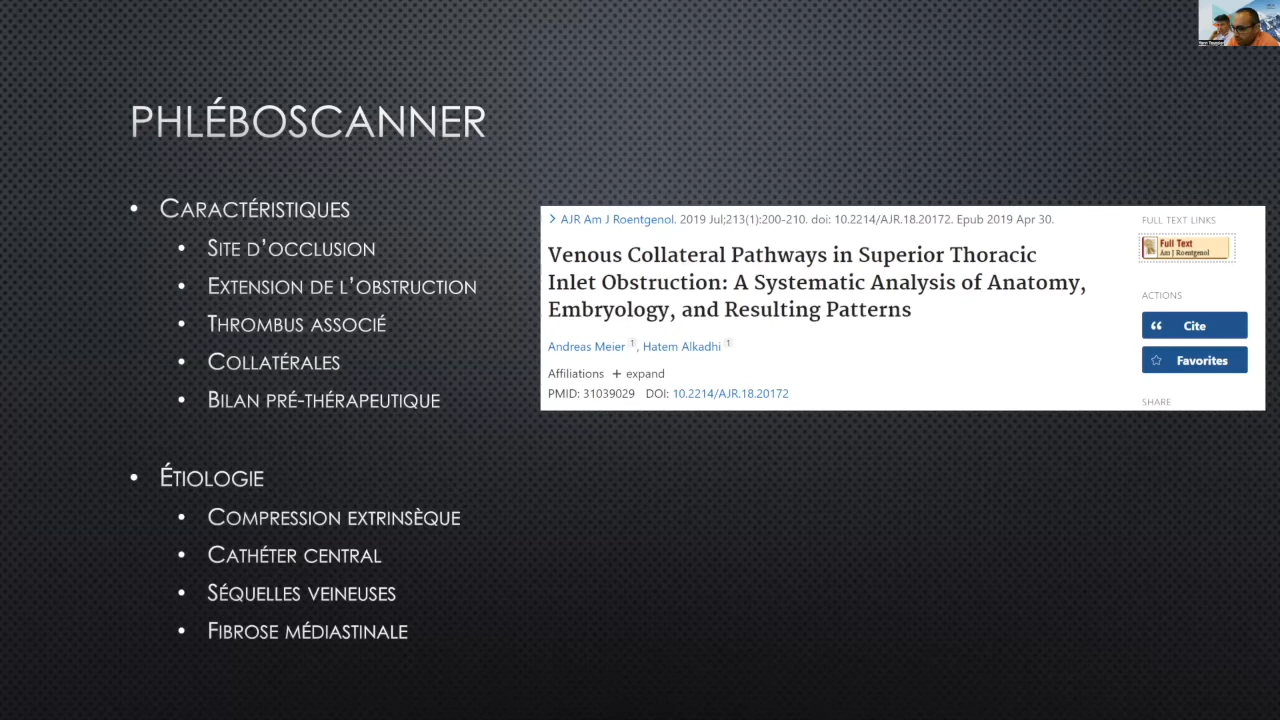 PHLÉBOSCANNER
• CARACTÉRISTIQUES
• SITE D'OCCLUSION
• EXTENSION DE L'OBSTRUCTION
• THROMBUS ASSOCIÉ
• COLLATÉRALES
• BILAN PRÉ-THÉRAPEUTIQUE
• ÉTIOLOGIE
• COMPRESSION EXTRINSÈQUE
• CATHÉTER CENTRAL
• SÉQUELLES VEINEUSES
• FIBROSE MÉDIASTINALE
> AJR Am J Roentgenol. 2019 Jul;213(1):200-210. doi: 10.2214/AJR.18.20172. Epub 2019 Apr 30.
Venous Collateral Pathways in Superior Thoracic
Inlet Obstruction: A Systematic Analysis of Anatomy,
Embryology, and Resulting Patterns
Andreas Meier 1, Hatem Alkadhi 1
Affiliations + expand
PMID: 31039029 DOI: 10.2214/AJR.18.20172
FULL TEXT LINKS
Full Text
Am J Roentgenol
ACTIONS
Cite
Favorites
SHARE